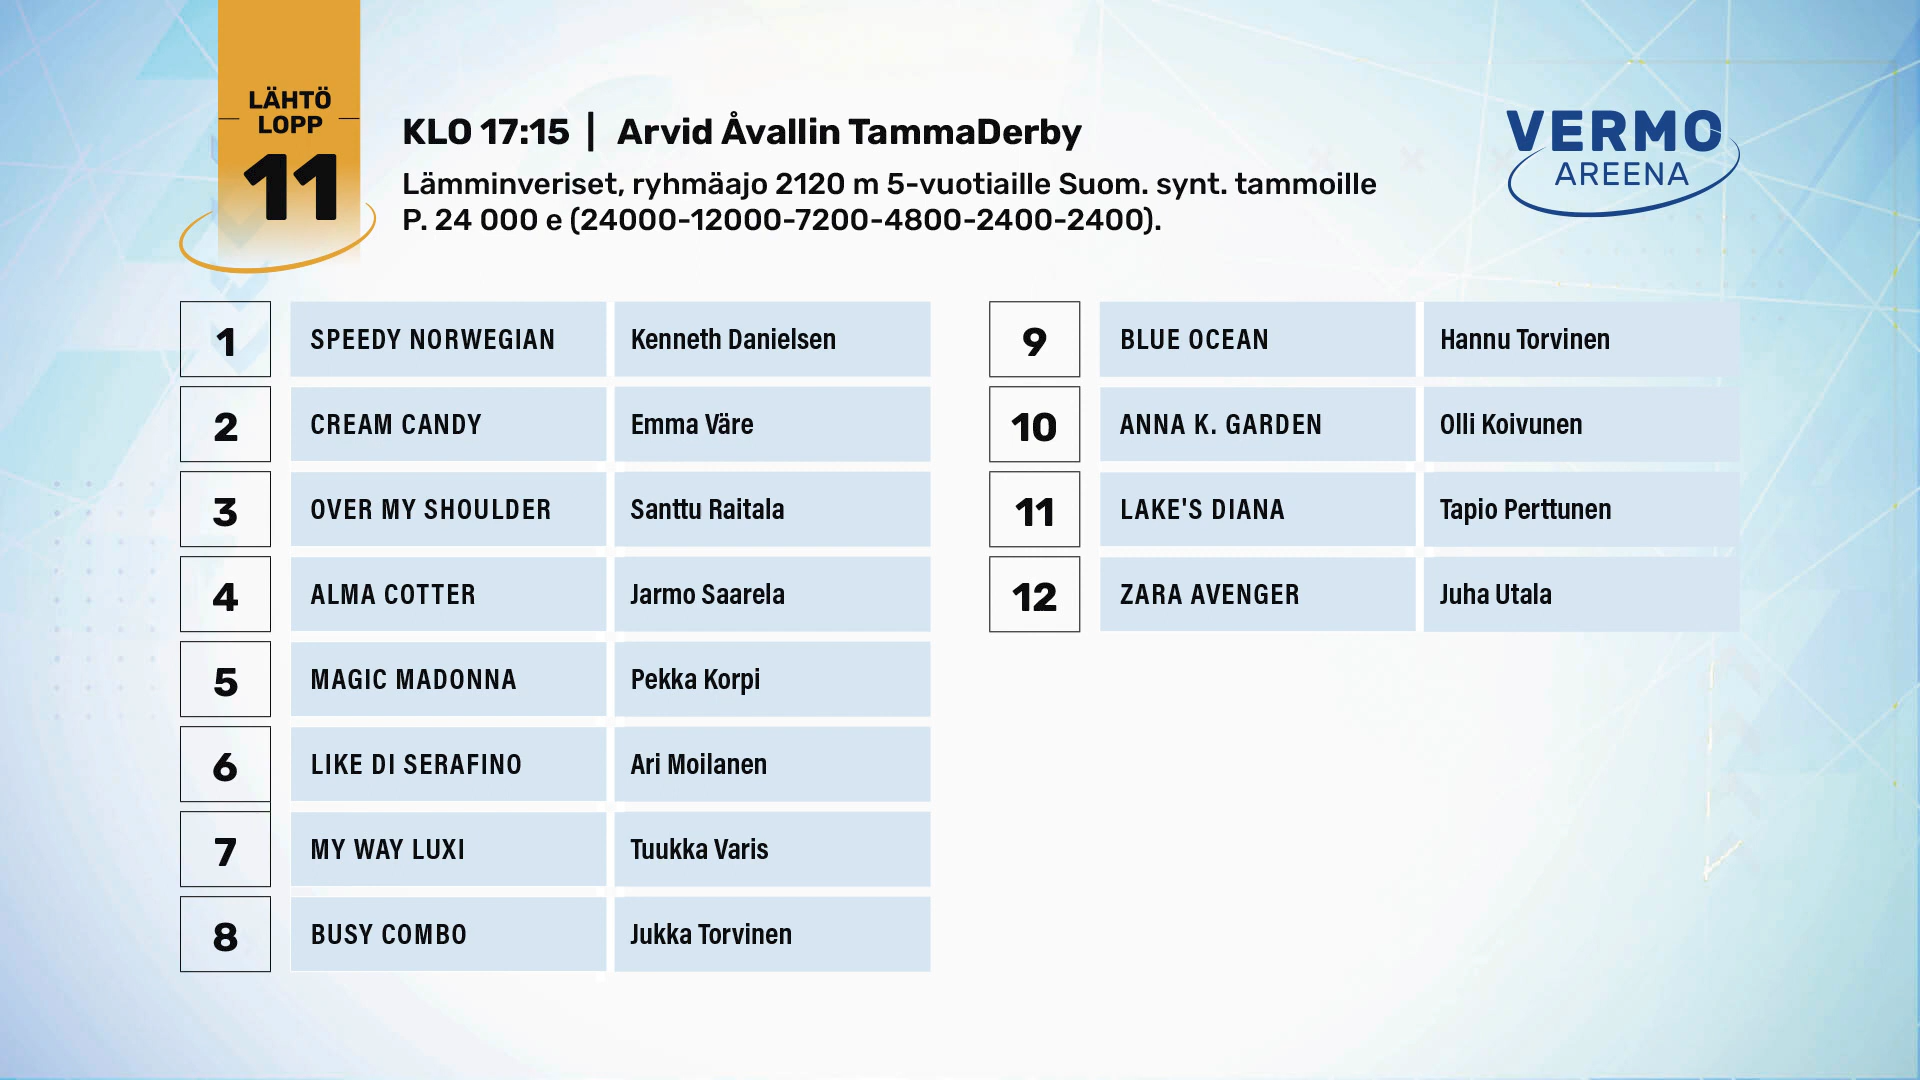 LÄHTÖ
LOPP
11
KLO 17:15 | Arvid Åvallin TammaDerby
Lämminveriset, ryhmäajo 2120 m 5-vuotiaille Suom. synt. tammoille
P. 24 000 e (24000-12000-7200-4800-2400-2400).
VERMO
AREENA
1 SPEEDY NORWEGIAN Kenneth Danielsen
2 CREAM CANDY Emma Väre
3 OVER MY SHOULDER Santtu Raitala
4 ALMA COTTER Jarmo Saarela
5 MAGIC MADONNA Pekka Korpi
6 LIKE DI SERAFINO Ari Moilanen
7 MY WAY LUXI Tuukka Varis
8 BUSY COMBO Jukka Torvinen
9 BLUE OCEAN Hannu Torvinen
10 ANNA K. GARDEN Olli Koivunen
11 LAKE'S DIANA Tapio Perttunen
12 ZARA AVENGER Juha Utala